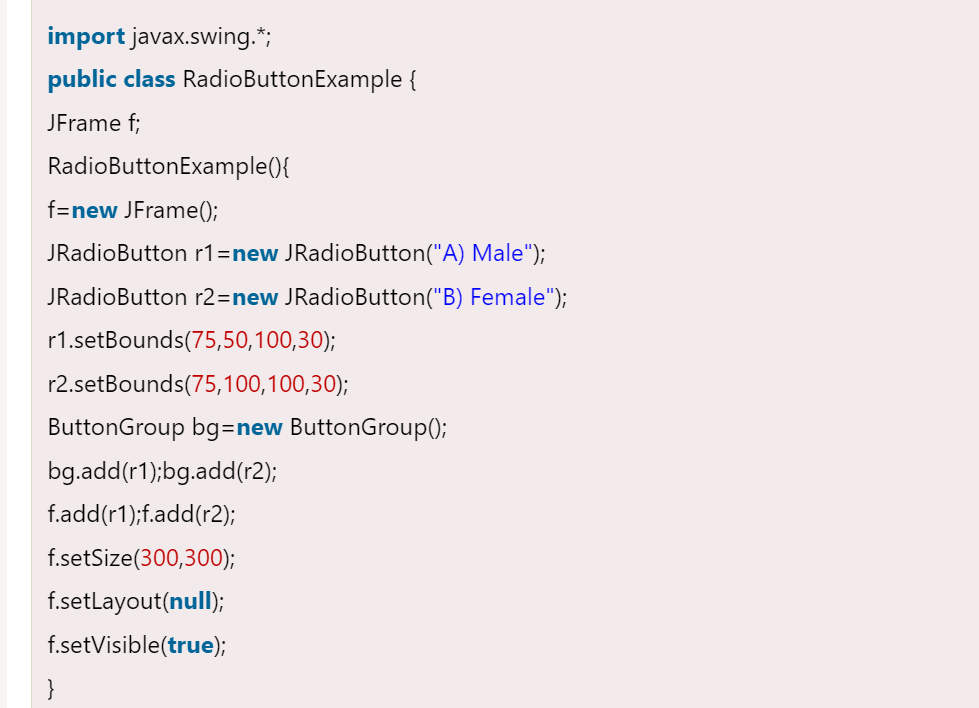 import javax.swing.*;
public class RadioButtonExample {
JFrame f;
RadioButtonExample(){
f=new JFrame();
JRadioButton r1=new JRadioButton("A) Male");
JRadioButton r2=new JRadioButton("B) Female");
r1.setBounds(75,50,100,30);
r2.setBounds(75,100,100,30);
ButtonGroup bg=new ButtonGroup();
bg.add(r1);bg.add(r2);
f.add(r1);f.add(r2);
f.setSize(300,300);
f.setLayout(null);
f.setVisible(true);
}